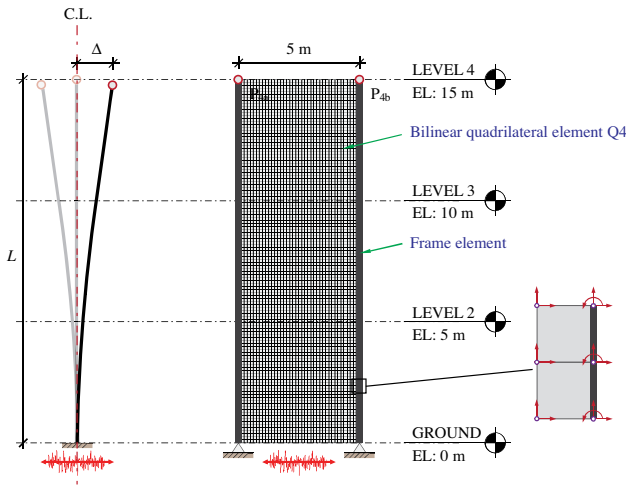 C.L.
Δ
5 m
LEVEL 4
EL: 15 m
P4a
P4b
Bilinear quadrilateral element Q4
LEVEL 3
EL: 10 m
L
Frame element
LEVEL 2
EL: 5 m
GROUND
EL: 0 m